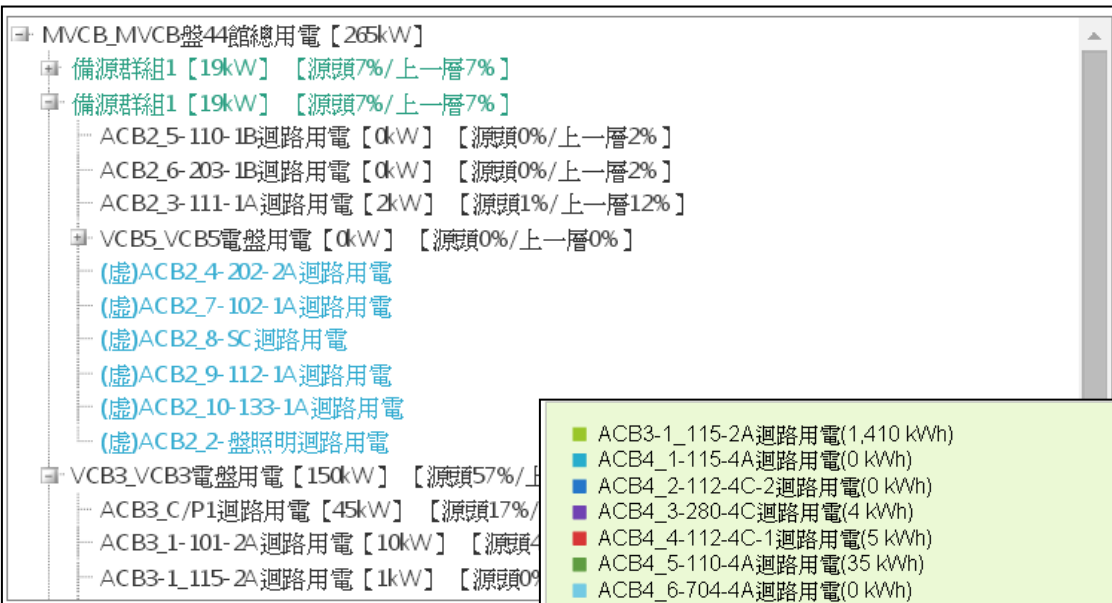 MVCB_MVCB盤44館總用電【265kW】
備源群組1【19kW】 【源頭7%/上一層7%】
備源群組1【19kW】 【源頭7%/上一層7%】
ACB2_5-110-1B迴路用電【0kW】 【源頭0%/上一層2%】
ACB2_6-203-1B迴路用電【0kW】 【源頭0%/上一層2%】
ACB2_3-111-1A迴路用電【2kW】 【源頭1%/上一層12%】
VCB5_VCB5電盤用電【0kW】 【源頭0%/上一層0%】
(虛)ACB2_4-202-2A迴路用電
(虛)ACB2_7-102-1A迴路用電
(虛)ACB2_8-SC迴路用電
(虛)ACB2_9-112-1A迴路用電
(虛)ACB2_10-133-1A迴路用電
(虛)ACB2_2-盤照明迴路用電
VCB3_VCB3電盤用電【150kW】 【源頭57%/上
ACB3_C/P1迴路用電【45kW】 【源頭17%/
ACB3_1-101-2A迴路用電【10kW】 【源頭4
ACB3-1_115-2A迴路用電【1kW】 【源頭0%
ACB3-1_115-2A迴路用電(1,410 kWh)
ACB4_1-115-4A迴路用電(0 kWh)
ACB4_2-112-4C-2迴路用電(0 kWh)
ACB4_3-280-4C迴路用電(4 kWh)
ACB4_4-112-4C-1迴路用電(5 kWh)
ACB4_5-110-4A迴路用電(35 kWh)
ACB4_6-704-4A迴路用電(0 kWh)